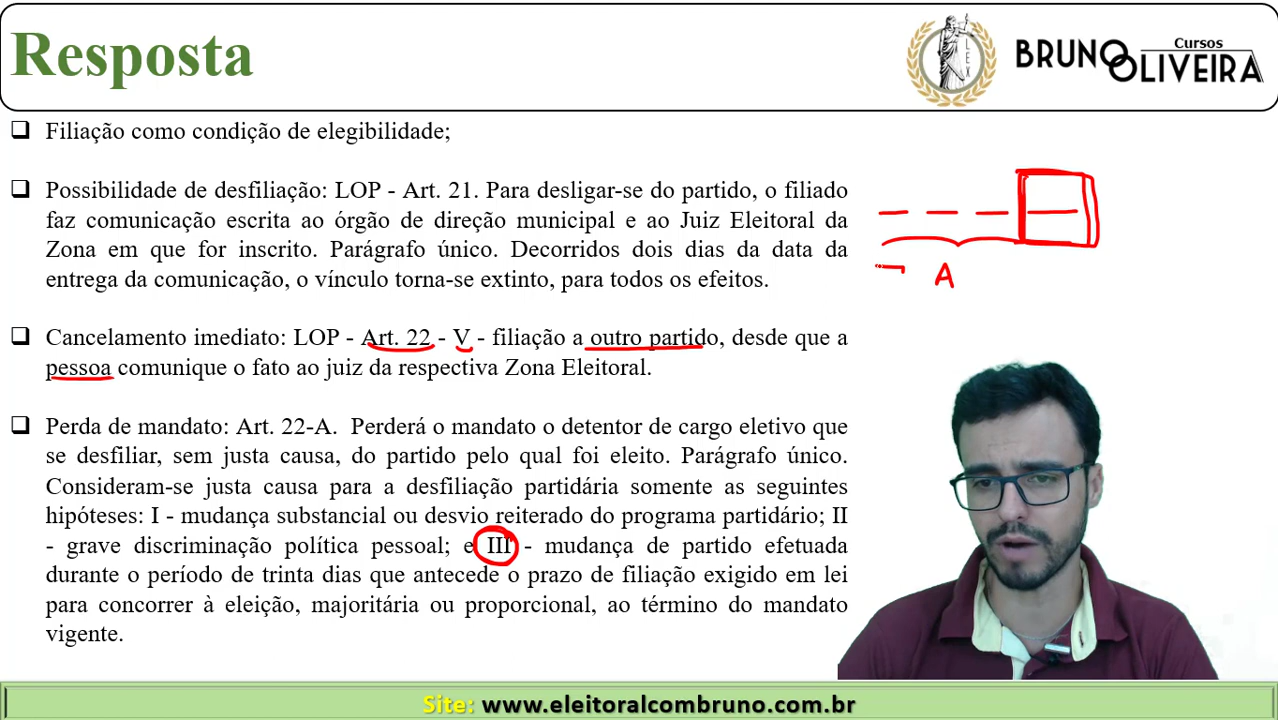 Resposta
LEX
Cursos
BRUNO
OLIVEIRA
❑ Filiação como condição de elegibilidade;
❑ Possibilidade de desfiliação: LOP - Art. 21. Para desligar-se do partido, o filiado
faz comunicação escrita ao órgão de direção municipal e ao Juiz Eleitoral da
Zona em que for inscrito. Parágrafo único. Decorridos dois dias da data da
entrega da comunicação, o vínculo torna-se extinto, para todos os efeitos.
❑ Cancelamento imediato: LOP - Art. 22 - V - filiação a outro partido, desde que a
pessoa comunique o fato ao juiz da respectiva Zona Eleitoral.
❑ Perda de mandato: Art. 22-A. Perderá o mandato o detentor de cargo eletivo que
se desfiliar, sem justa causa, do partido pelo qual foi eleito. Parágrafo único.
Consideram-se justa causa para a desfiliação partidária somente as seguintes
hipóteses: I - mudança substancial ou desvio reiterado do programa partidário; II
- grave discriminação política pessoal; e III - mudança de partido efetuada
durante o período de trinta dias que antecede o prazo de filiação exigido em lei
para concorrer à eleição, majoritária ou proporcional, ao término do mandato
vigente.
A
Site: www.eleitoralcombruno.com.br